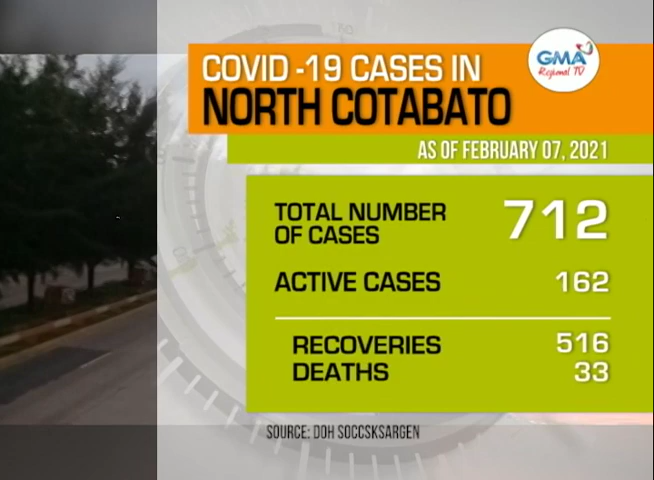 COVID -19 CASES IN
NORTH COTABATO
GMA
Regional TV
AS OF FEBRUARY 07, 2021
TOTAL NUMBER
OF CASES
712
ACTIVE CASES 162
RECOVERIES 516
DEATHS 33
SOURCE: DOH SOCCSKSARGEN